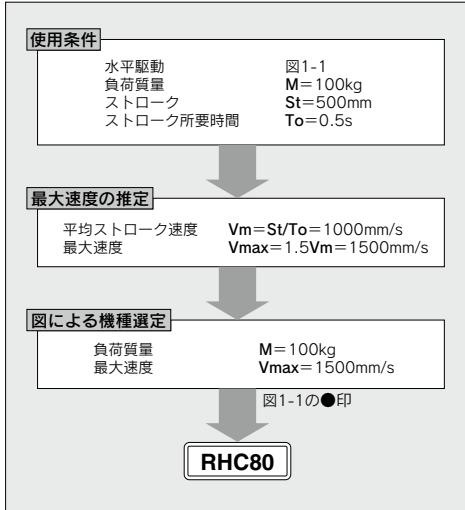 使用条件
水平駆動 図1-1
負荷質量 M＝100kg
ストローク St＝500mm
ストローク所要時間 To＝0.5s
最大速度の推定
平均ストローク速度 Vm＝St/To＝1000mm/s
最大速度 Vmax＝1.5Vm＝1500mm/s
図による機種選定
負荷質量 M＝100kg
最大速度 Vmax＝1500mm/s
図1-1の●印
RHC80